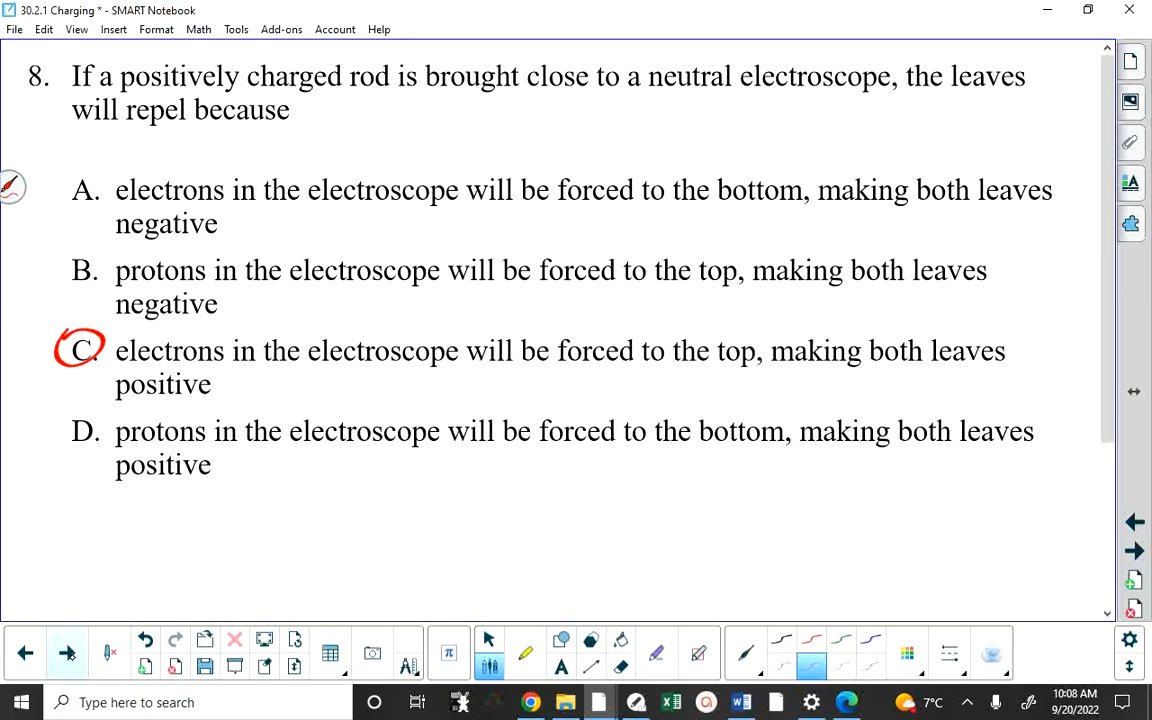 30.2.1 Charging * - SMART Notebook
File Edit View Insert Format Math Tools Add-ons Account Help
8. If a positively charged rod is brought close to a neutral electroscope, the leaves
will repel because
A. electrons in the electroscope will be forced to the bottom, making both leaves
negative
B. protons in the electroscope will be forced to the top, making both leaves
negative
C. electrons in the electroscope will be forced to the top, making both leaves
positive
D. protons in the electroscope will be forced to the bottom, making both leaves
positive
Type here to search
7°C
10:08 AM
9/20/2022